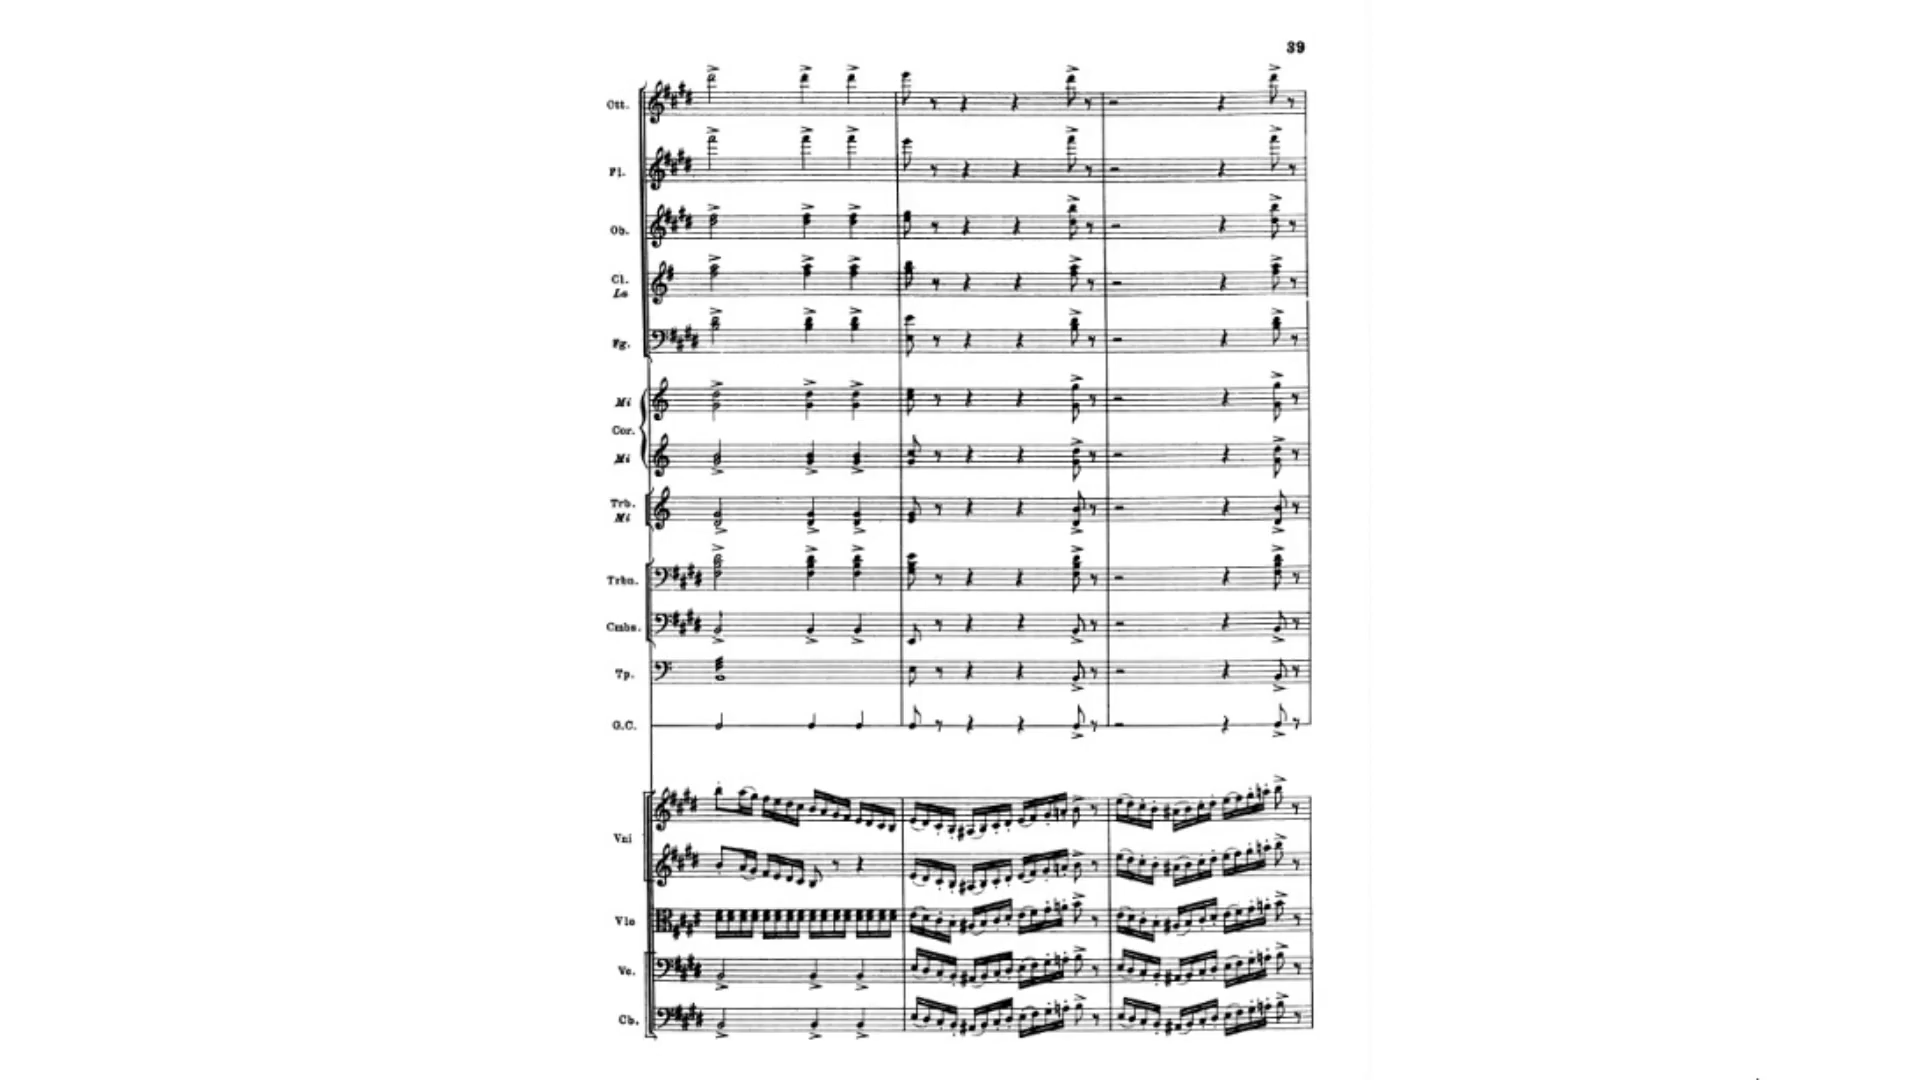 39
Ott.
Fl.
Ob.
Cl.
La
Fg.
Mi
Cor.
Mi
Trb.
Mi
Trbn.
Cmbs.
Tp.
G.C.
Vni
Vle
Vc.
Cb.